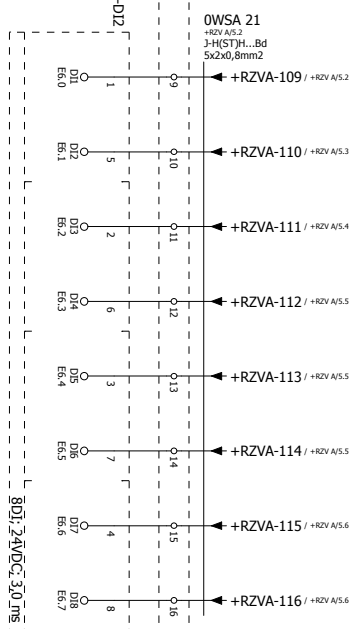 -DI2
0WSA 21
+RZV A/5.2
J-H(ST)H...Bd
5x2x0,8mm2
DI1
E6.0
1
9
+RZVA-109 / +RZV A/5.2
DI2
E6.1
5
10
+RZVA-110 / +RZV A/5.3
DI3
E6.2
2
11
+RZVA-111 / +RZV A/5.4
DI4
E6.3
6
12
+RZVA-112 / +RZV A/5.5
DI5
E6.4
3
13
+RZVA-113 / +RZV A/5.5
DI6
E6.5
7
14
+RZVA-114 / +RZV A/5.5
DI7
E6.6
4
15
+RZVA-115 / +RZV A/5.6
DI8
E6.7
8
16
+RZVA-116 / +RZV A/5.6
8DI; 24VDC; 3,0 ms